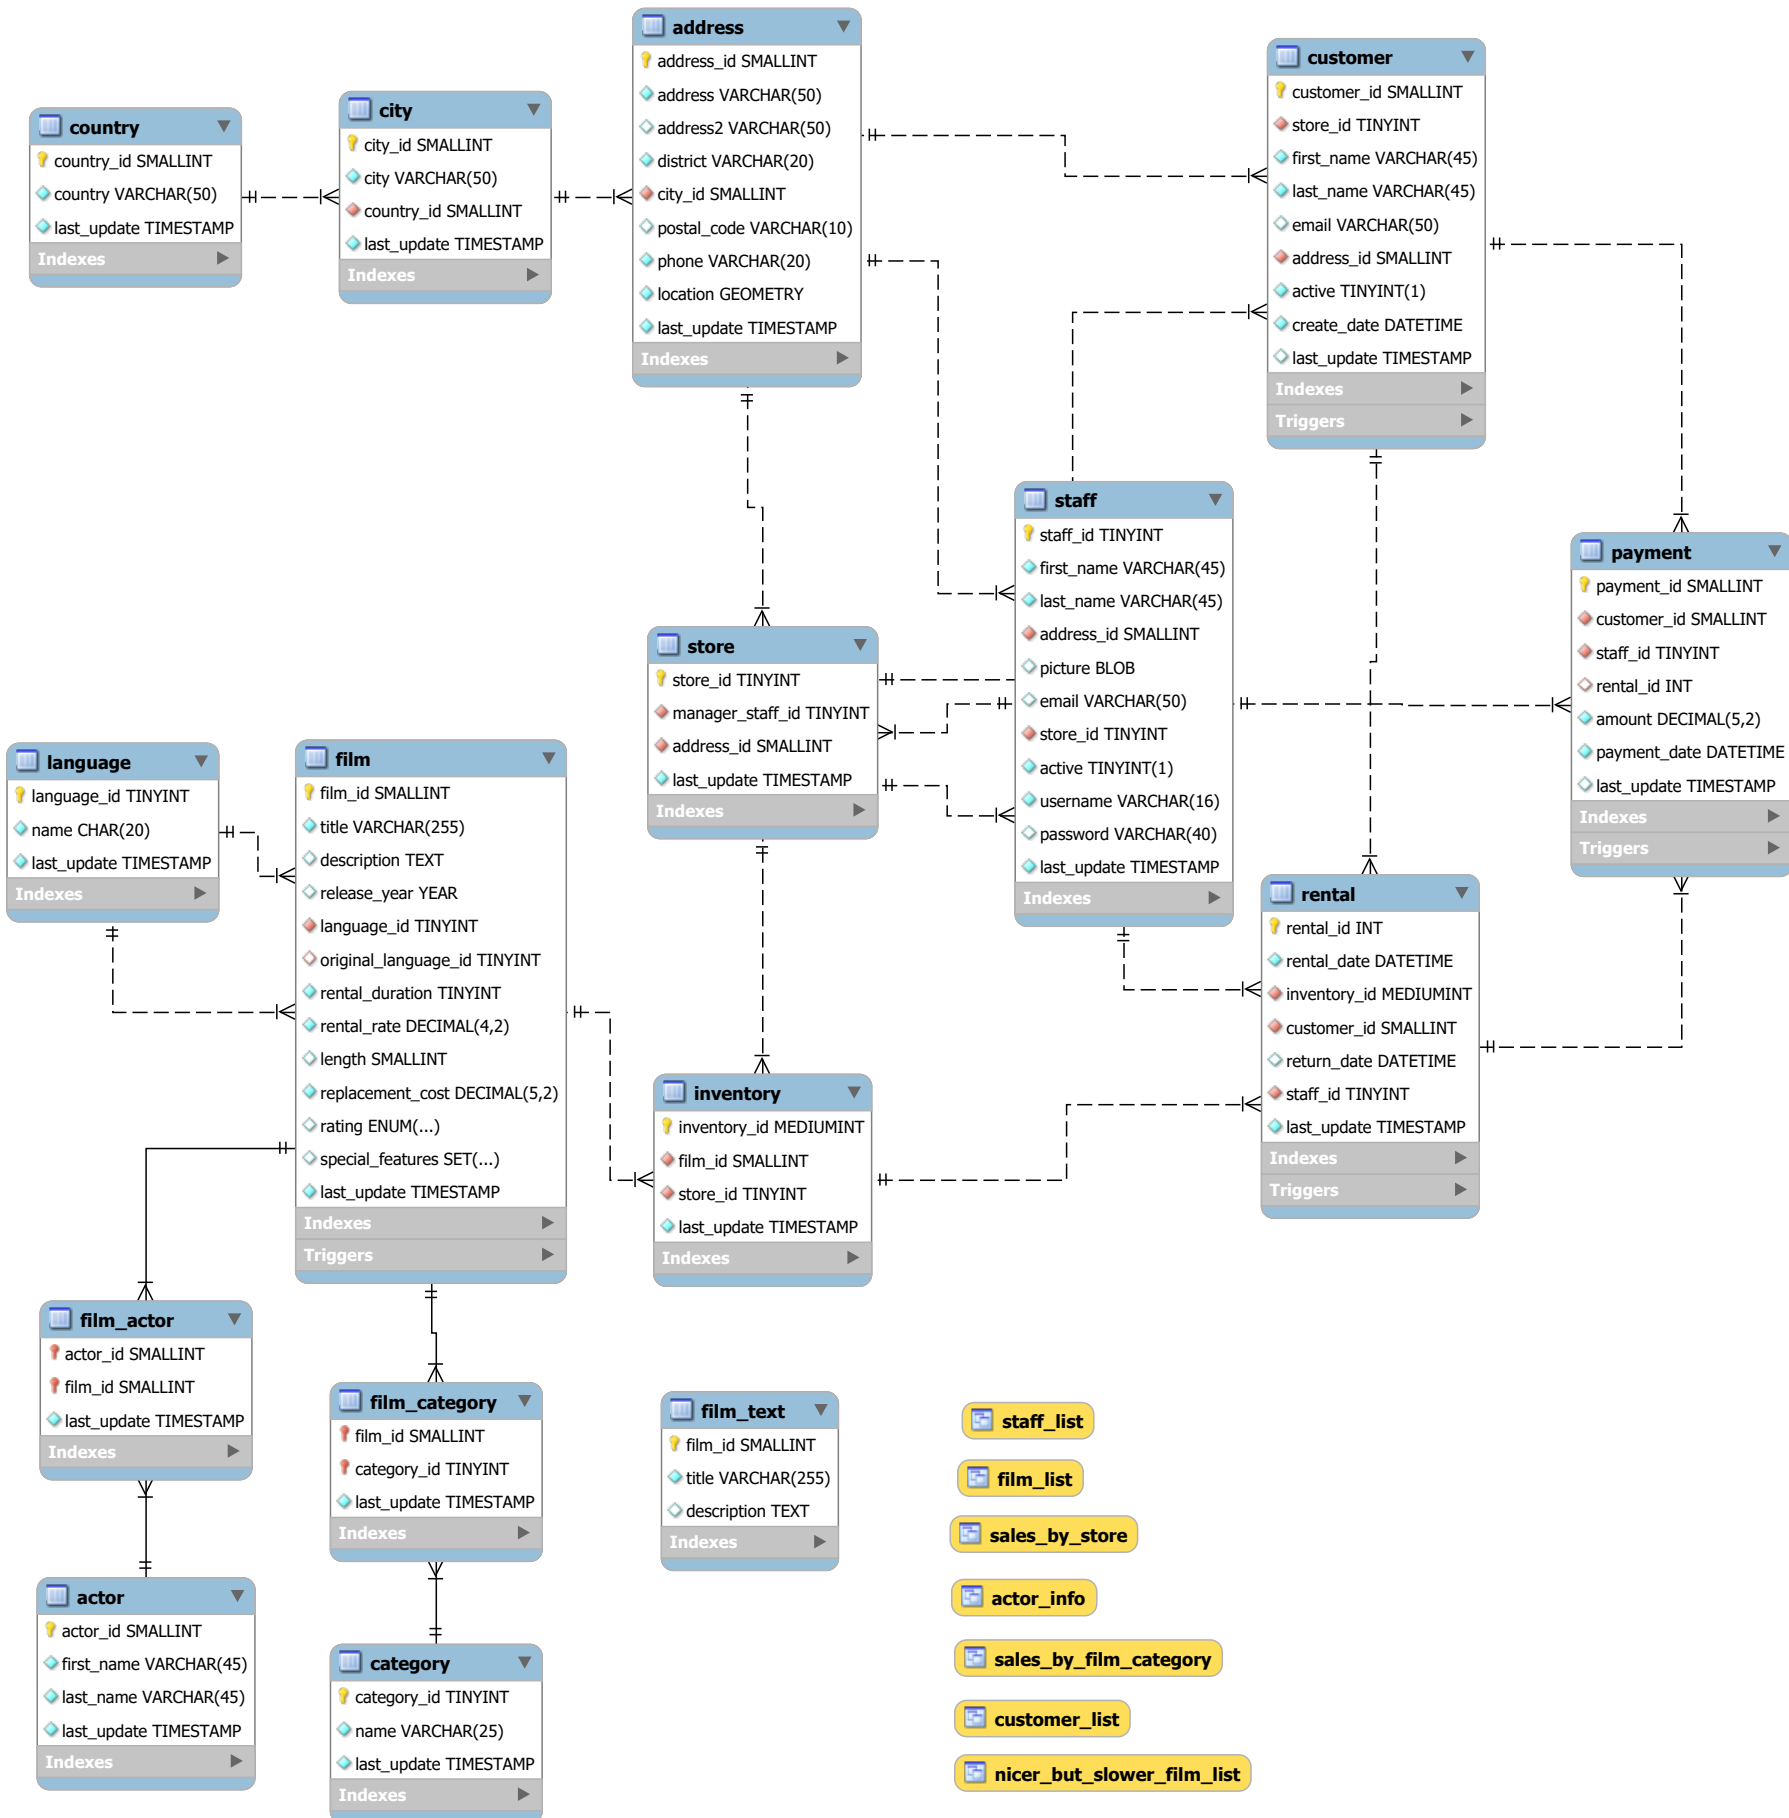 address
address_id SMALLINT
address VARCHAR(50)
address2 VARCHAR(50)
district VARCHAR(20)
city_id SMALLINT
postal_code VARCHAR(10)
phone VARCHAR(20)
location GEOMETRY
last_update TIMESTAMP
Indexes
customer
customer_id SMALLINT
store_id TINYINT
first_name VARCHAR(45)
last_name VARCHAR(45)
email VARCHAR(50)
address_id SMALLINT
active TINYINT(1)
create_date DATETIME
last_update TIMESTAMP
Indexes
Triggers
country
country_id SMALLINT
country VARCHAR(50)
last_update TIMESTAMP
Indexes
city
city_id SMALLINT
city VARCHAR(50)
country_id SMALLINT
last_update TIMESTAMP
Indexes
staff
staff_id TINYINT
first_name VARCHAR(45)
last_name VARCHAR(45)
address_id SMALLINT
picture BLOB
email VARCHAR(50)
store_id TINYINT
active TINYINT(1)
username VARCHAR(16)
password VARCHAR(40)
last_update TIMESTAMP
Indexes
payment
payment_id SMALLINT
customer_id SMALLINT
staff_id TINYINT
rental_id INT
amount DECIMAL(5,2)
payment_date DATETIME
last_update TIMESTAMP
Indexes
Triggers
store
store_id TINYINT
manager_staff_id TINYINT
address_id SMALLINT
last_update TIMESTAMP
Indexes
language
language_id TINYINT
name CHAR(20)
last_update TIMESTAMP
Indexes
film
film_id SMALLINT
title VARCHAR(255)
description TEXT
release_year YEAR
language_id TINYINT
original_language_id TINYINT
rental_duration TINYINT
rental_rate DECIMAL(4,2)
length SMALLINT
replacement_cost DECIMAL(5,2)
rating ENUM(...)
special_features SET(...)
last_update TIMESTAMP
Indexes
Triggers
rental
rental_id INT
rental_date DATETIME
inventory_id MEDIUMINT
customer_id SMALLINT
return_date DATETIME
staff_id TINYINT
last_update TIMESTAMP
Indexes
Triggers
inventory
inventory_id MEDIUMINT
film_id SMALLINT
store_id TINYINT
last_update TIMESTAMP
Indexes
film_actor
actor_id SMALLINT
film_id SMALLINT
last_update TIMESTAMP
Indexes
film_category
film_id SMALLINT
category_id TINYINT
last_update TIMESTAMP
Indexes
film_text
film_id SMALLINT
title VARCHAR(255)
description TEXT
Indexes
actor
actor_id SMALLINT
first_name VARCHAR(45)
last_name VARCHAR(45)
last_update TIMESTAMP
Indexes
category
category_id TINYINT
name VARCHAR(25)
last_update TIMESTAMP
Indexes
staff_list
film_list
sales_by_store
actor_info
sales_by_film_category
customer_list
nicer_but_slower_film_list